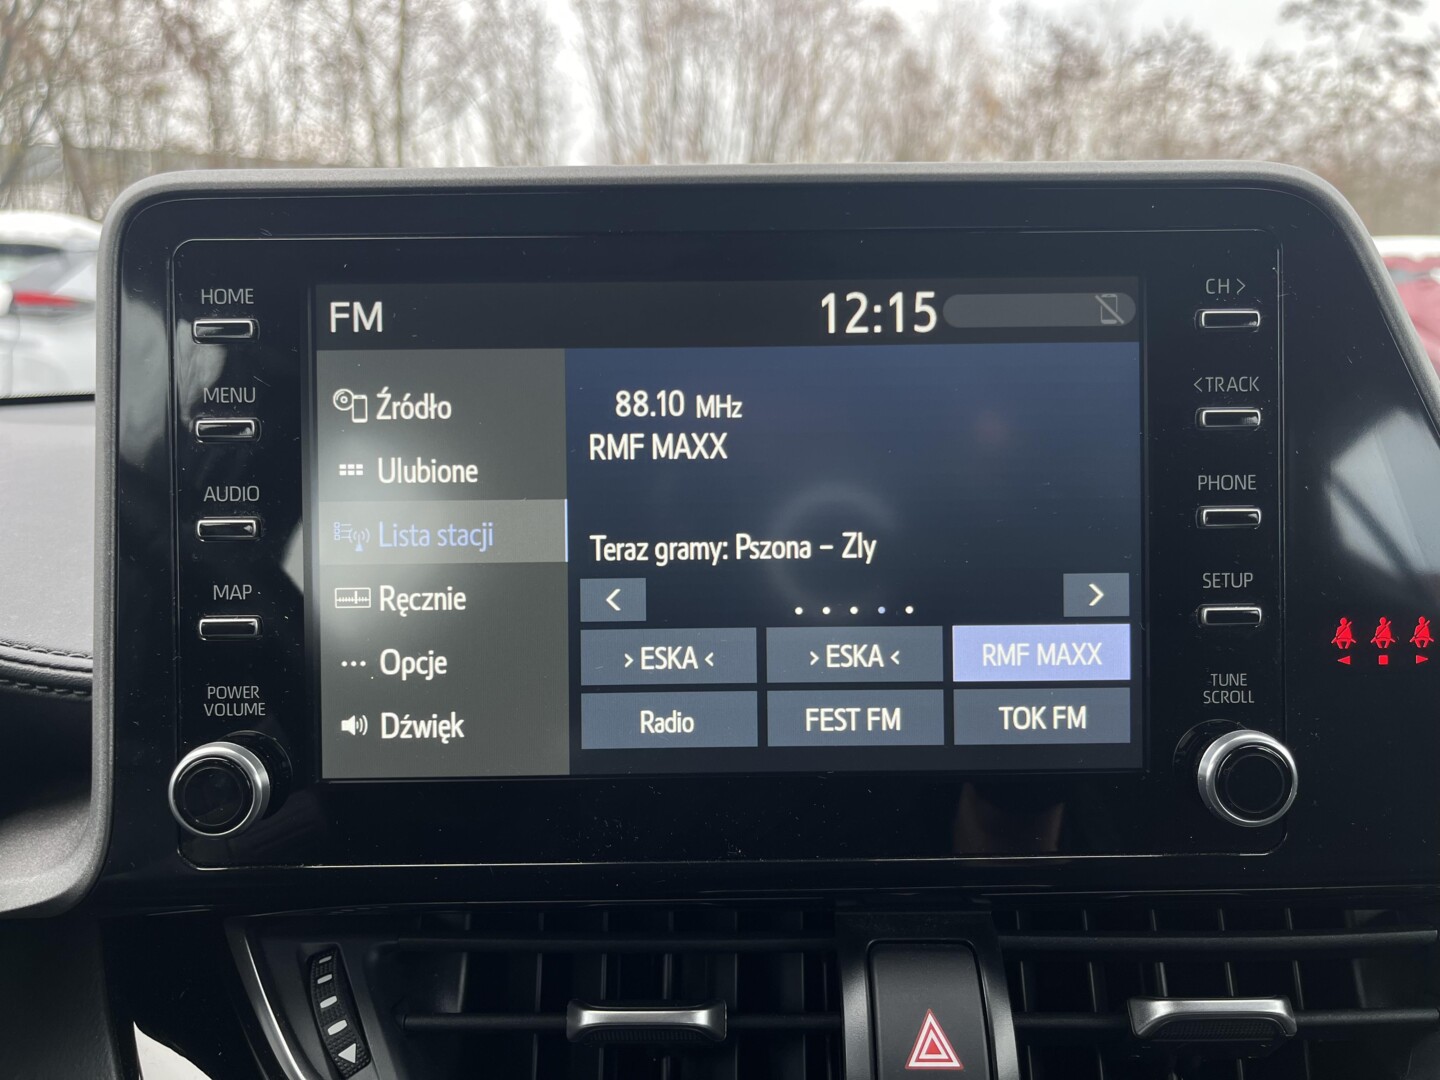 HOME
MENU
AUDIO
MAP
POWER
VOLUME
FM
12:15
Źródło
Ulubione
Lista stacji
Ręcznie
Opcje
Dźwięk
88.10 MHz
RMF MAXX
Teraz gramy: Pszona – Zly
<
>
> ESKA <
> ESKA <
RMF MAXX
Radio
FEST FM
TOK FM
CH >
< TRACK
PHONE
SETUP
TUNE
SCROLL